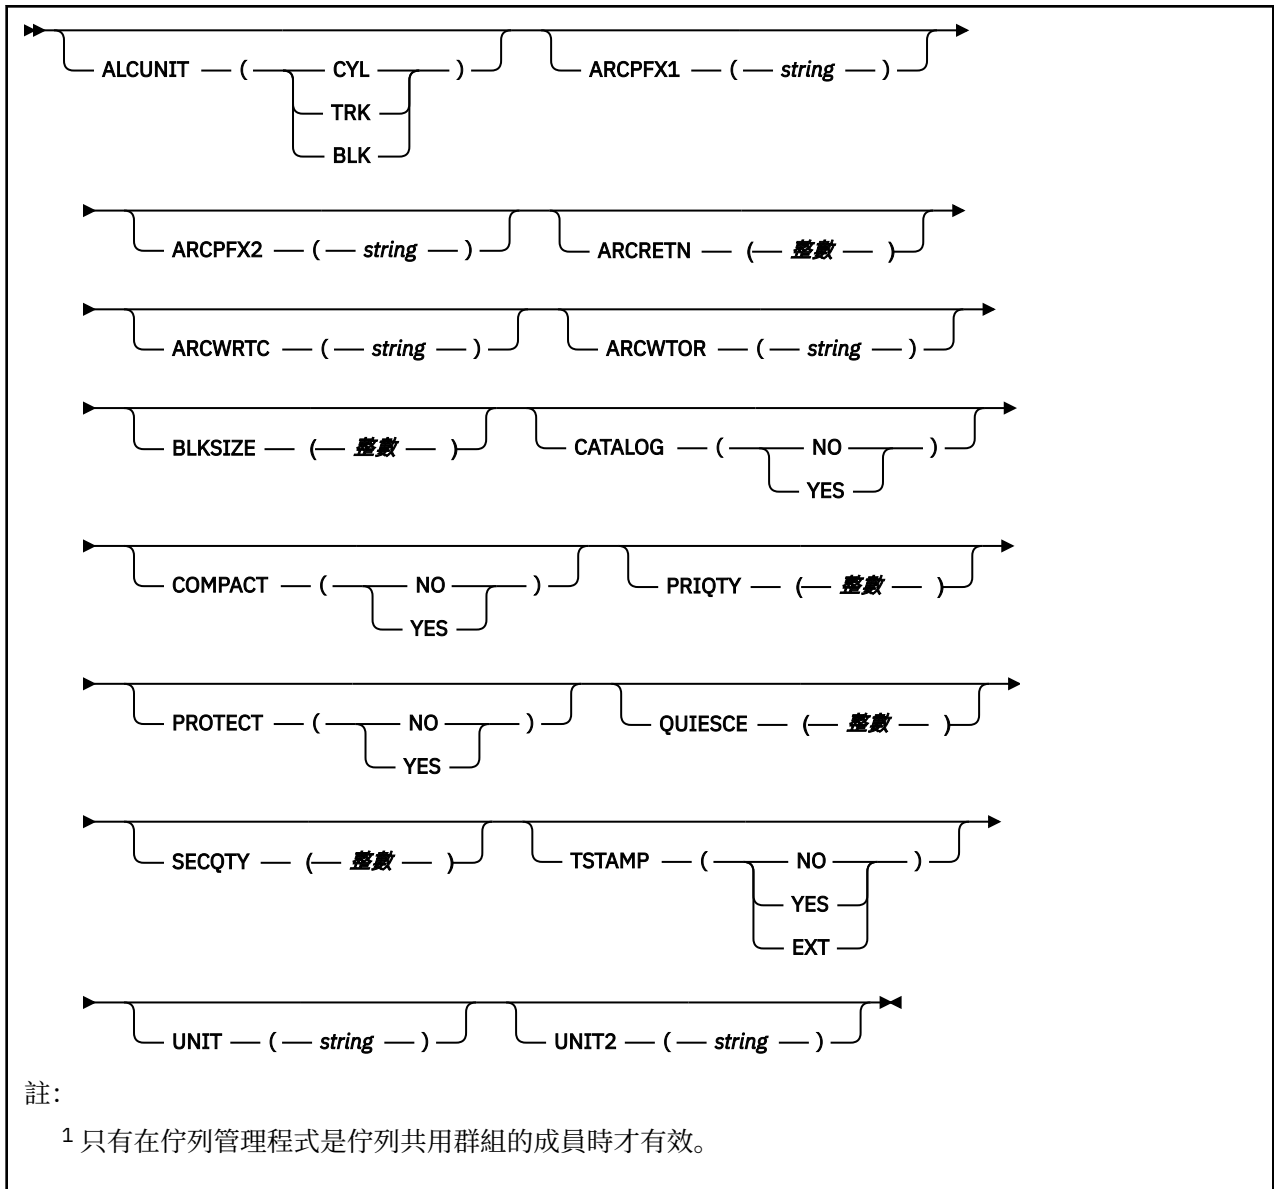 ALCUNIT ( CYL ) ARCPFX1 ( string )
TRK
BLK
ARCPFX2 ( string ) ARCRETN ( 整數 )
ARCWRTC ( string ) ARCWTOR ( string )
BLKSIZE ( 整數 ) CATALOG ( NO )
YES
COMPACT ( NO ) PRIQTY ( 整數 )
YES
PROTECT ( NO ) QUIESCE ( 整數 )
YES
SECQTY ( 整數 ) TSTAMP ( NO )
YES
EXT
UNIT ( string ) UNIT2 ( string )
註:
1 只有在佇列管理程式是佇列共用群組的成員時才有效。